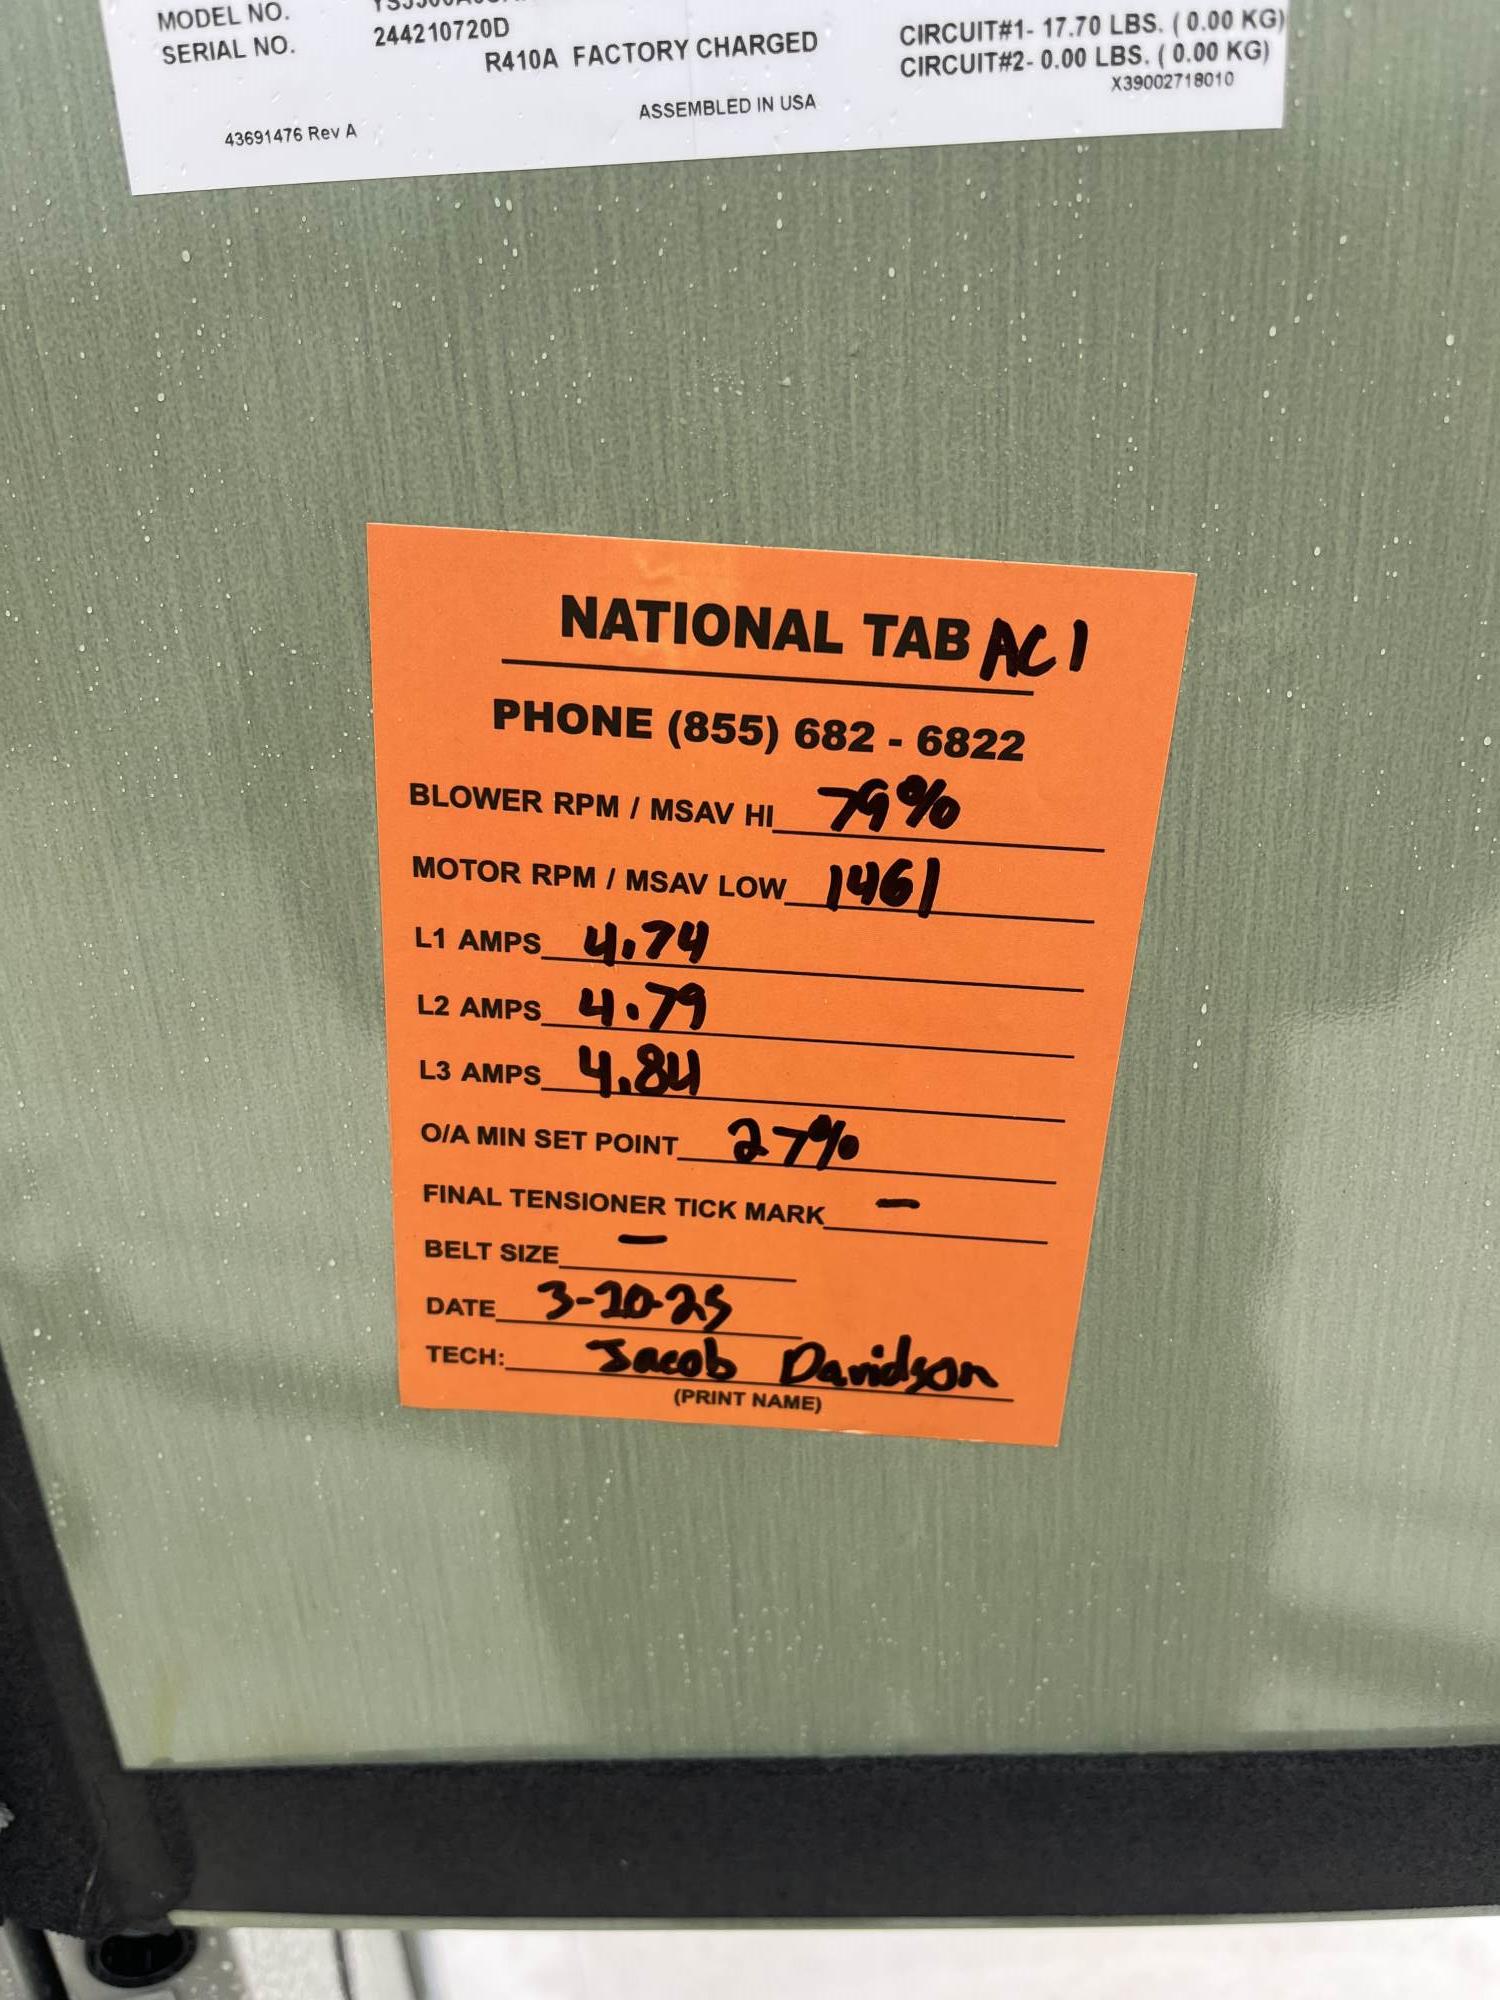 MODEL NO.
SERIAL NO. 244210720D
R410A FACTORY CHARGED
CIRCUIT#1- 17.70 LBS. ( 0.00 KG)
CIRCUIT#2- 0.00 LBS. ( 0.00 KG)
X39002718010
ASSEMBLED IN USA
43691476 Rev A
NATIONAL TAB AC1
PHONE (855) 682 - 6822
BLOWER RPM / MSAV HI 79%
MOTOR RPM / MSAV LOW 1461
L1 AMPS 4.74
L2 AMPS 4.79
L3 AMPS 4.84
O/A MIN SET POINT 27%
FINAL TENSIONER TICK MARK –
BELT SIZE –
DATE 3-20-25
TECH: Jacob Davidson
(PRINT NAME)